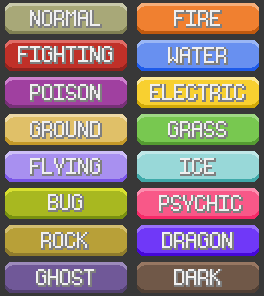 NORMAL FIRE
FIGHTING WATER
POISON ELECTRIC
GROUND GRASS
FLYING ICE
BUG PSYCHIC
ROCK DRAGON
GHOST DARK